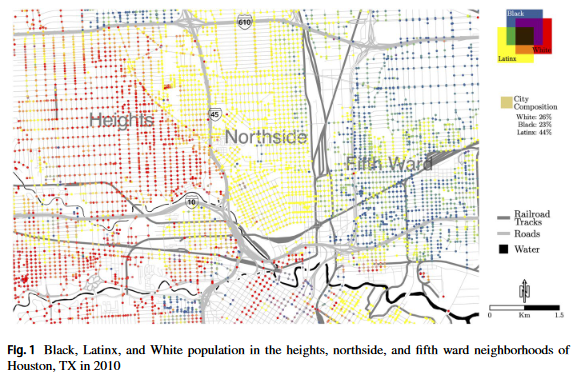 610
Black
White
Latinx
City
Composition
White: 26%
Black: 23%
Latinx: 44%
Heights
45
Northside
Fifth Ward
10
Railroad
Tracks
Roads
Water
N
0 Km 1.5
Fig. 1 Black, Latinx, and White population in the heights, northside, and fifth ward neighborhoods of
Houston, TX in 2010